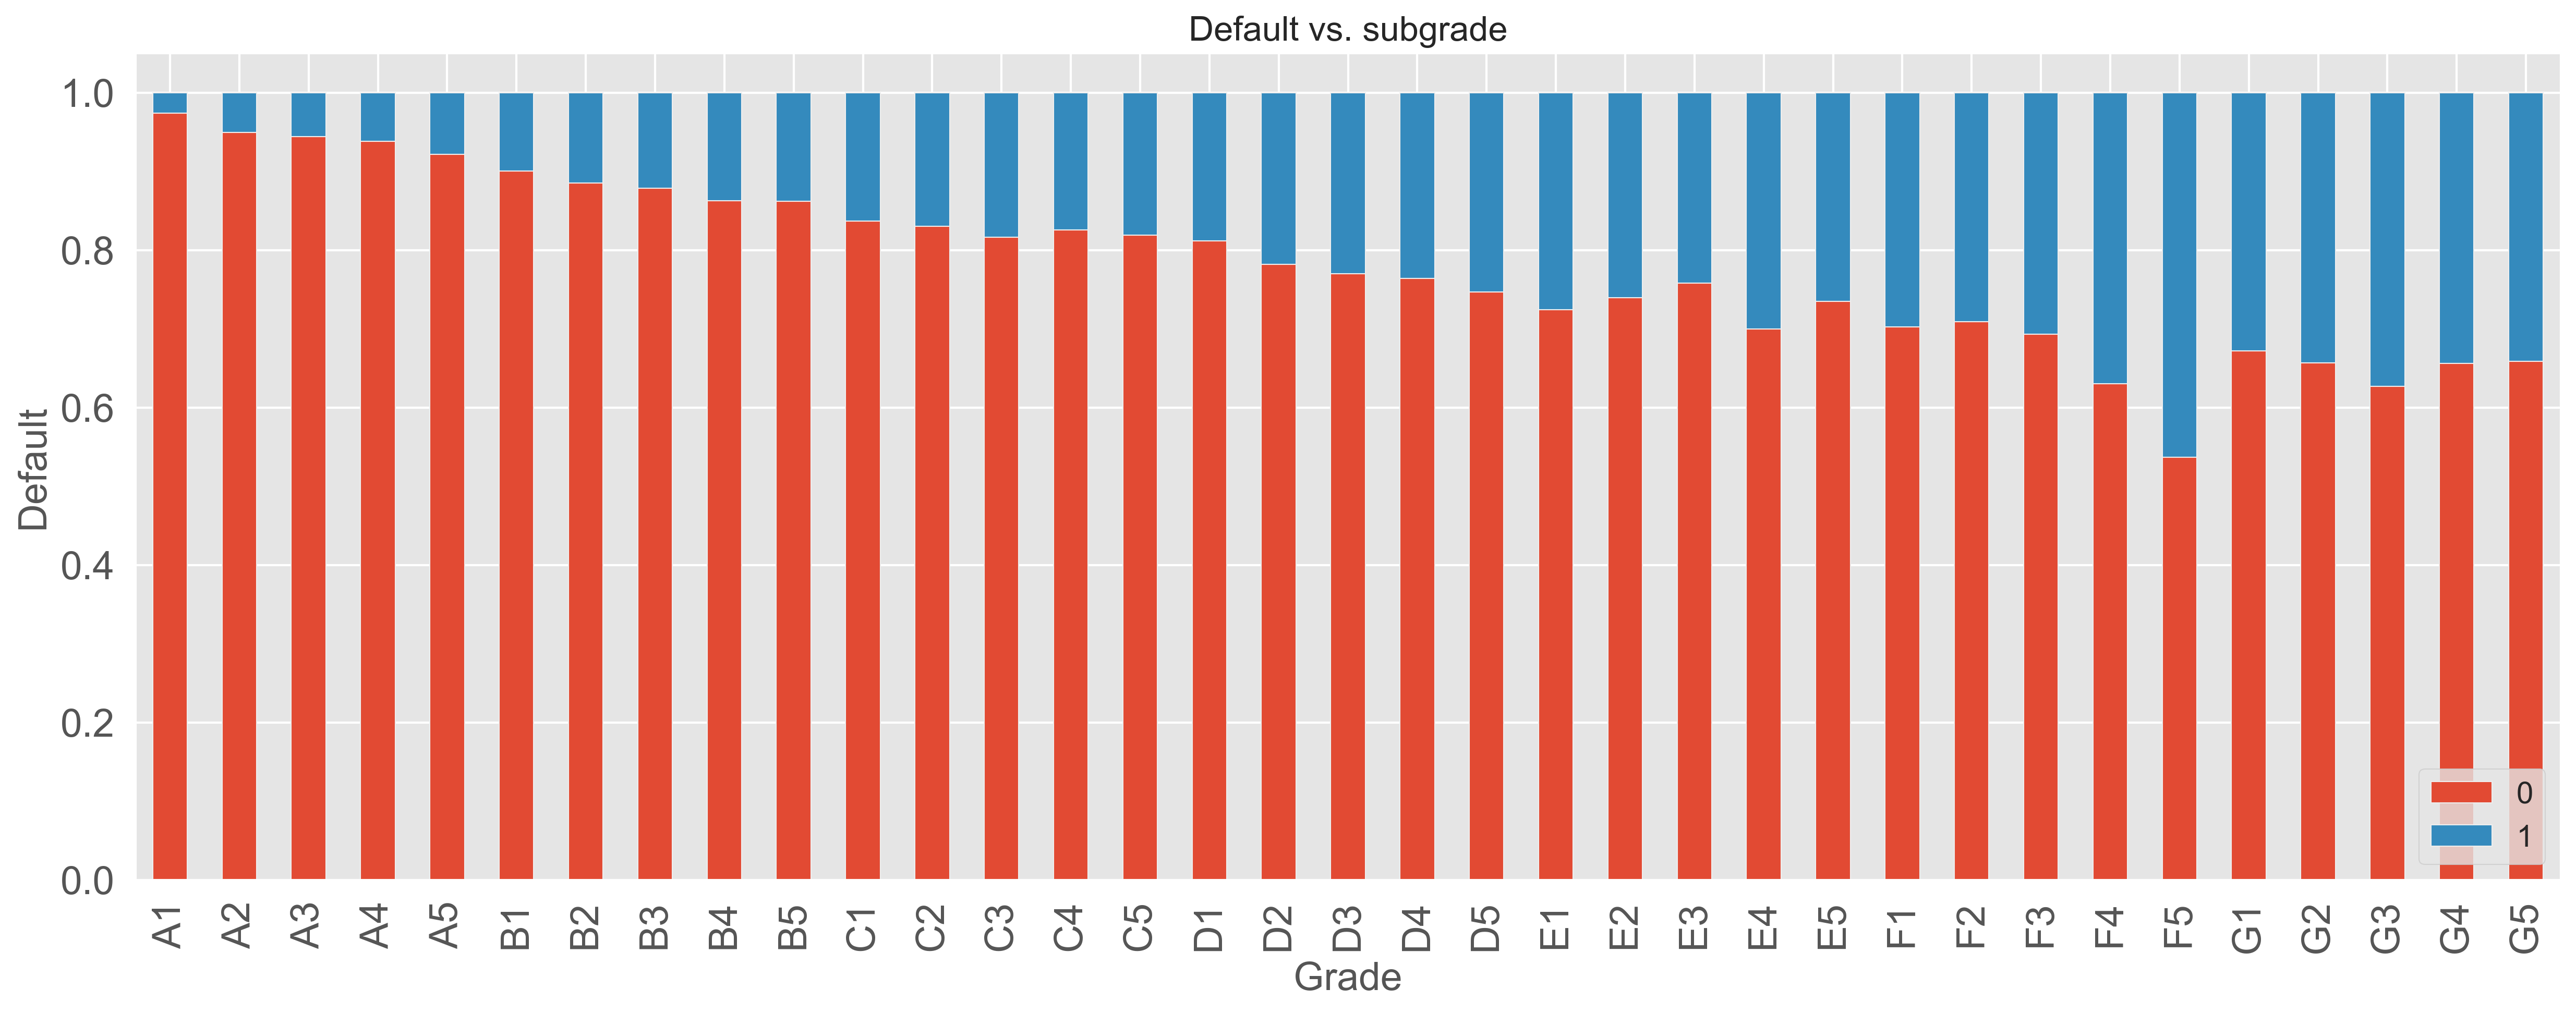 Default vs. subgrade
Default
1.0
0.8
0.6
0.4
0.2
0.0
A1 A2 A3 A4 A5 B1 B2 B3 B4 B5 C1 C2 C3 C4 C5 D1 D2 D3 D4 D5 E1 E2 E3 E4 E5 F1 F2 F3 F4 F5 G1 G2 G3 G4 G5
Grade
0
1